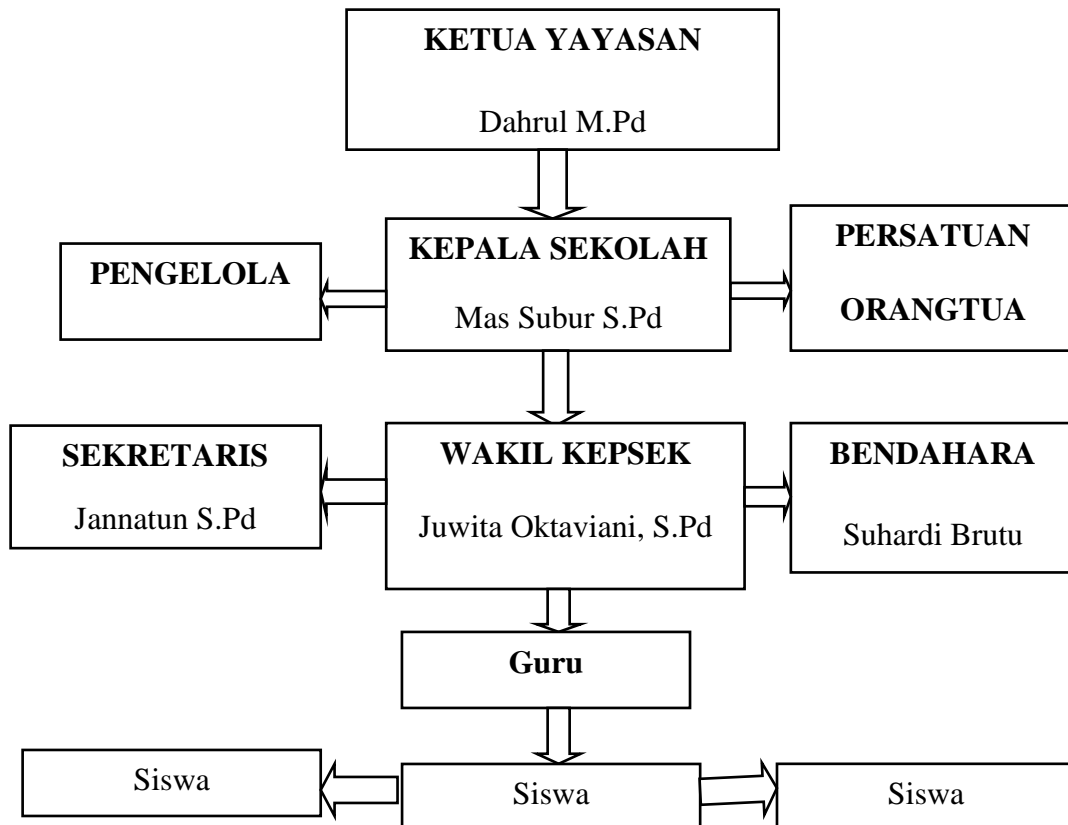 KETUA YAYASAN
Dahrul M.Pd
PENGELOLA
KEPALA SEKOLAH
Mas Subur S.Pd
PERSATUAN
ORANGTUA
SEKRETARIS
Jannatun S.Pd
WAKIL KEPSEK
Juwita Oktaviani, S.Pd
BENDAHARA
Suhardi Brutu
Guru
Siswa
Siswa
Siswa